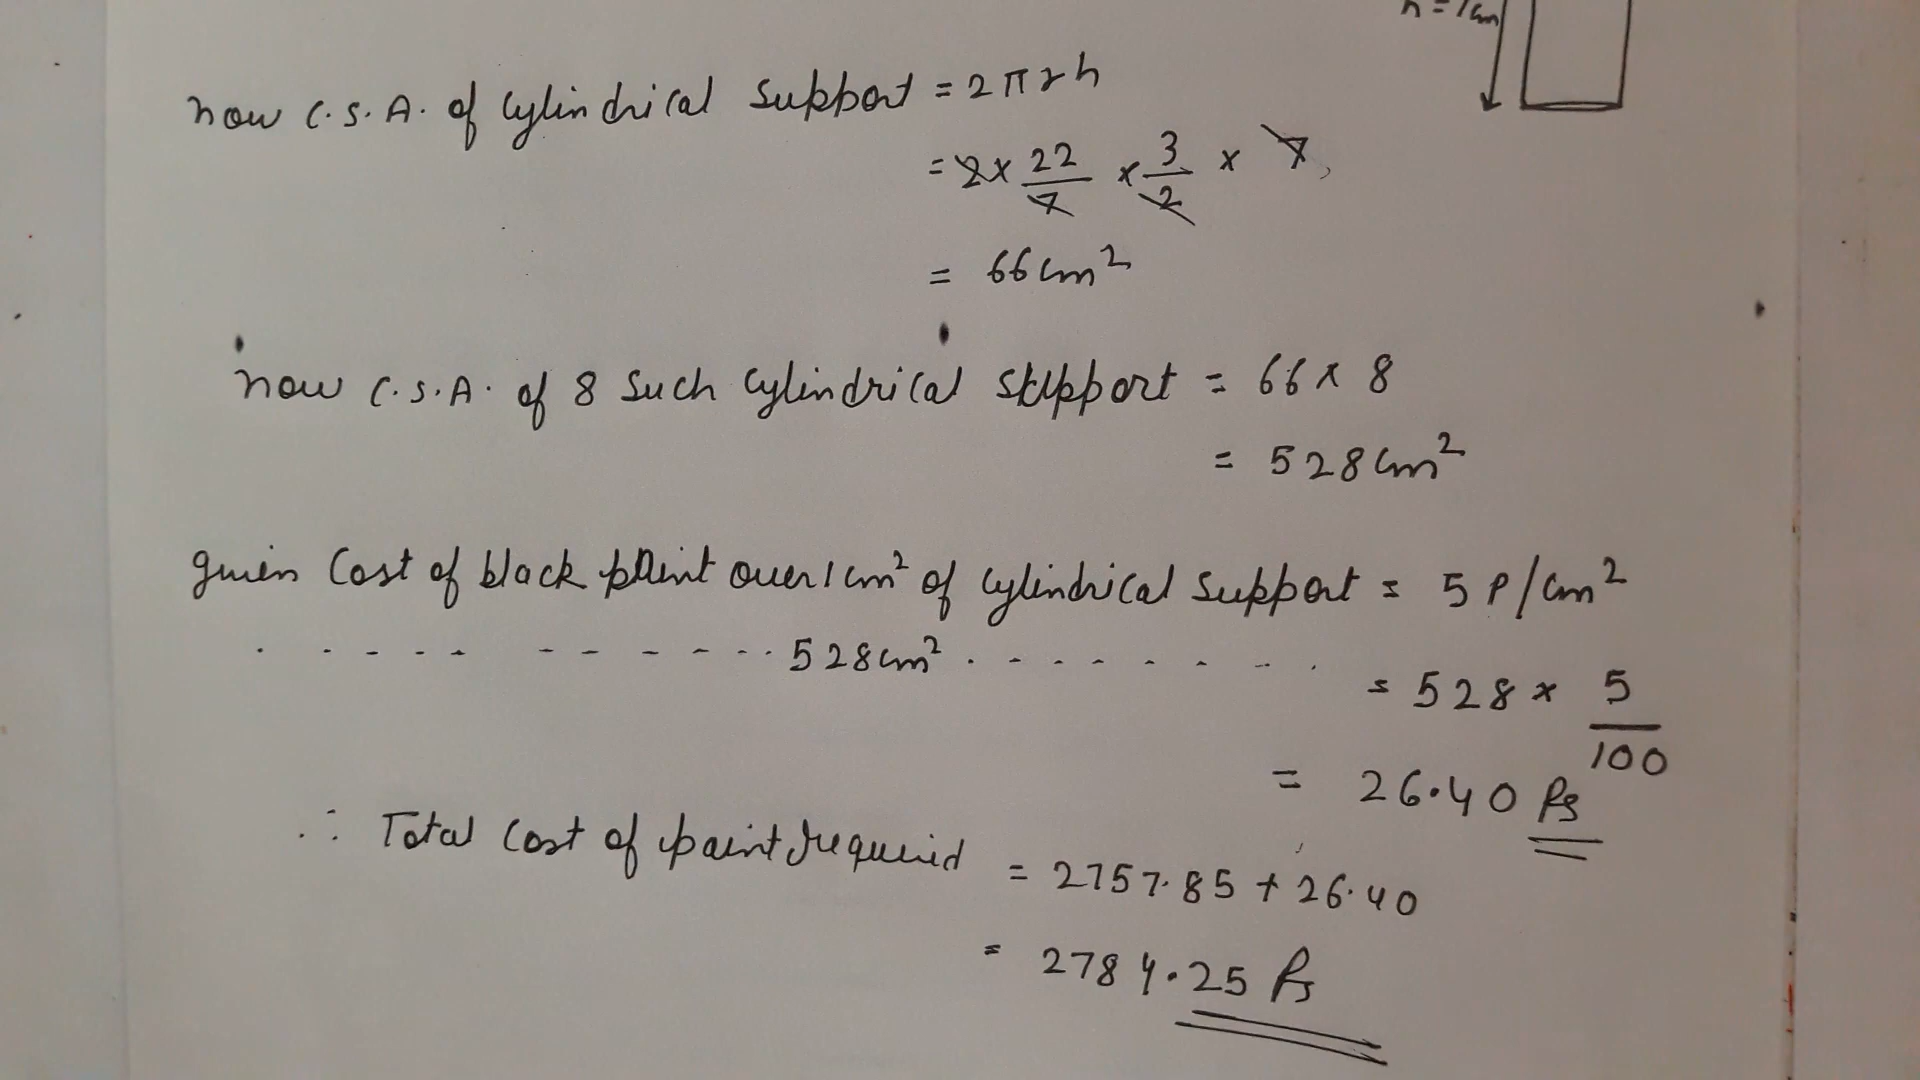 h = 7cm
now C.S.A. of Cylindrical Support = 2πrh
= 2 x 22/7 x 3/2 x 7
= 66 cm²
now C.S.A. of 8 Such Cylindrical Support = 66 x 8
= 528 cm²
given Cost of black paint over 1 cm² of Cylindrical Support = 5 P/cm²
. - - - - - - - - - . . 528 cm² . - - - - - - .
= 528 x 5/100
= 26.40 Rs
∴ Total Cost of paint required = 2757.85 + 26.40
= 2784.25 Rs